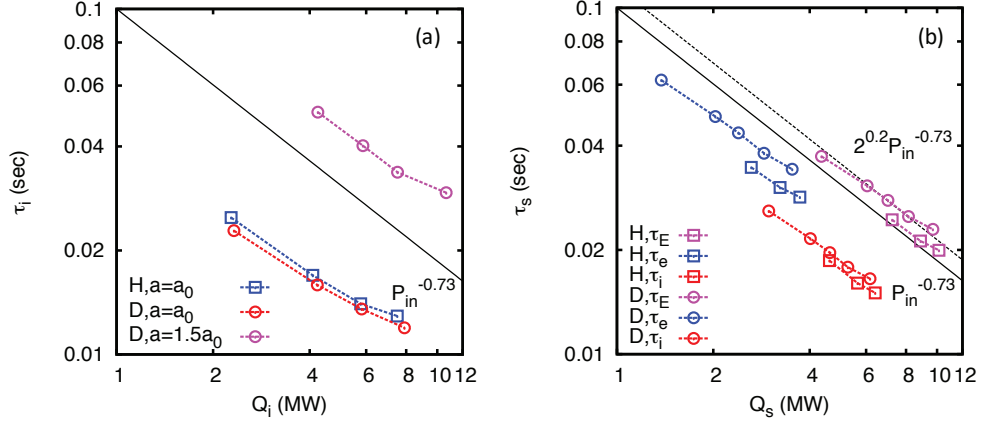 (a)
0.1
0.08
0.06
0.04
0.02
0.01
τi (sec)
H,a=a0
D,a=a0
D,a=1.5a0
Pin^-0.73
1
2
4
6
8
10
12
Qi (MW)
(b)
0.1
0.08
0.06
0.04
0.02
0.01
τs (sec)
2^0.2Pin^-0.73
H,τE
H,τe
H,τi
D,τE
D,τe
D,τi
Pin^-0.73
1
2
4
6
8
10
12
Qs (MW)